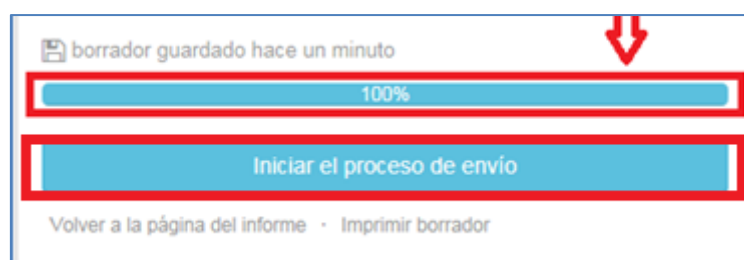 borrador guardado hace un minuto
100%
Iniciar el proceso de envío
Volver a la página del informe · Imprimir borrador